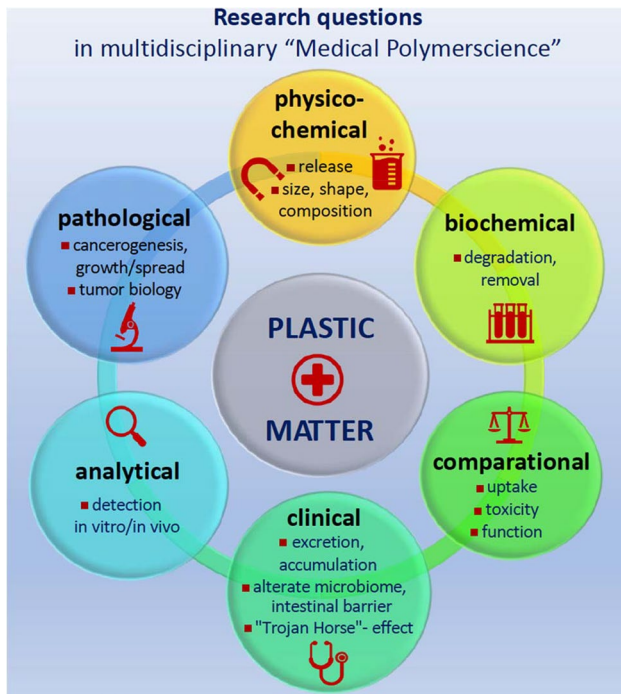 Research questions
in multidisciplinary “Medical Polymerscience”
physico-
chemical
release
size, shape,
composition
biochemical
degradation,
removal
comparational
uptake
toxicity
function
clinical
excretion,
accumulation
alterate microbiome,
intestinal barrier
"Trojan Horse"- effect
analytical
detection
in vitro/in vivo
pathological
cancerogenesis,
growth/spread
tumor biology
PLASTIC
MATTER